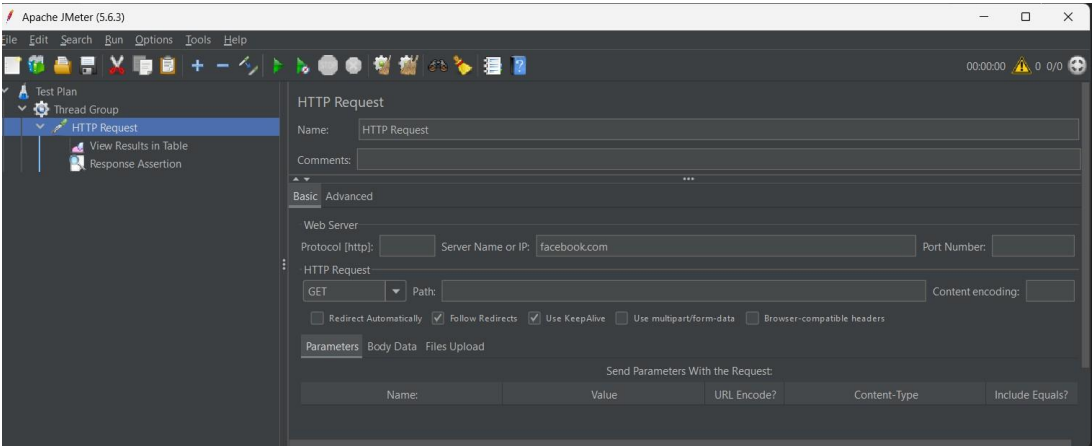 Apache JMeter (5.6.3)
File Edit Search Run Options Tools Help
00:00:00 0 0/0
Test Plan
Thread Group
HTTP Request
View Results in Table
Response Assertion
HTTP Request
Name: HTTP Request
Comments:
Basic Advanced
Web Server
Protocol [http]: Server Name or IP: facebook.com Port Number:
HTTP Request
GET Path: Content encoding:
Redirect Automatically Follow Redirects Use KeepAlive Use multipart/form-data Browser-compatible headers
Parameters Body Data Files Upload
Send Parameters With the Request:
Name: Value URL Encode? Content-Type Include Equals?